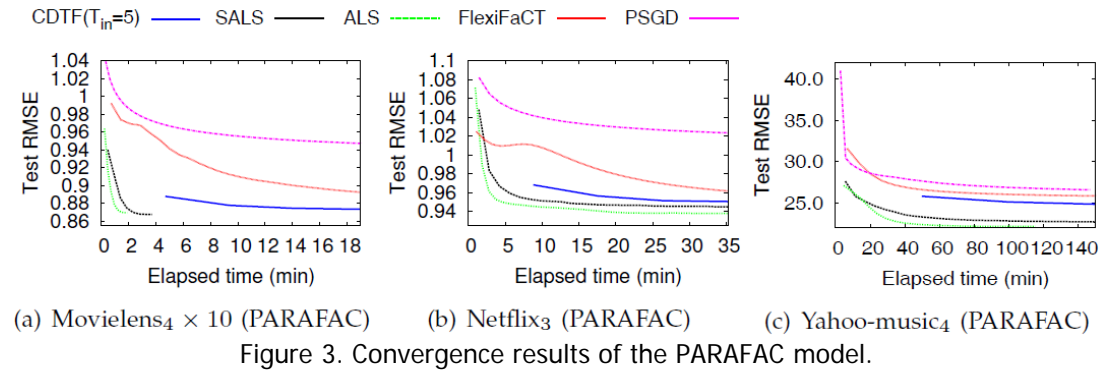 CDTF(T_in=5) SALS ALS FlexiFaCT PSGD
1.04
1.02
1
0.98
0.96
0.94
0.92
0.9
0.88
0.86
Test RMSE
0 2 4 6 8 10 12 14 16 18
Elapsed time (min)
1.1
1.08
1.06
1.04
1.02
1
0.98
0.96
0.94
Test RMSE
0 5 10 15 20 25 30 35
Elapsed time (min)
40.0
35.0
28.0
25.0
Test RMSE
0 20 40 60 80 100 120 140
Elapsed time (min)
(a) Movielens₄ × 10 (PARAFAC)
(b) Netflix₃ (PARAFAC)
(c) Yahoo-music₄ (PARAFAC)
Figure 3. Convergence results of the PARAFAC model.